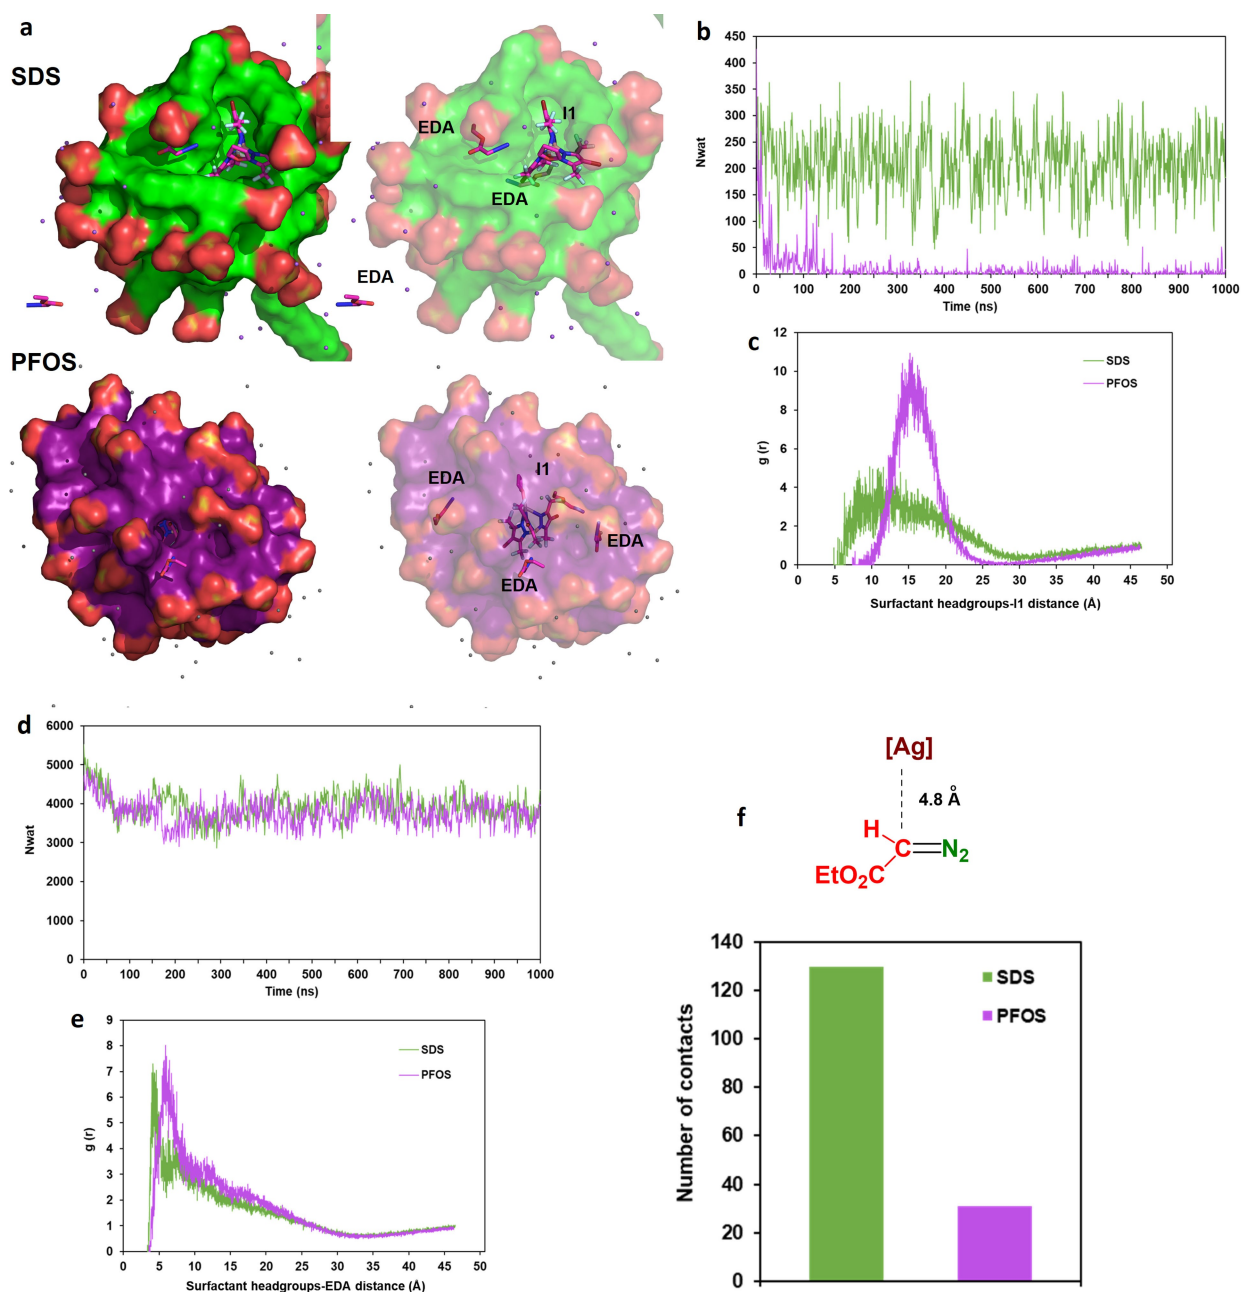 a
SDS
EDA
I1
EDA
EDA
PFOS
EDA
I1
EDA
EDA
b
450
400
350
300
250
200
150
100
50
0
Nwat
0
100
200
300
400
500
600
700
800
900
1000
Time (ns)
c
12
10
8
6
4
2
0
g (r)
SDS
PFOS
0
5
10
15
20
25
30
35
40
45
50
Surfactant headgroups-I1 distance (Å)
d
6000
5000
4000
3000
2000
1000
0
Nwat
0
100
200
300
400
500
600
700
800
900
1000
Time (ns)
e
9
8
7
6
5
4
3
2
1
0
g (r)
SDS
PFOS
0
5
10
15
20
25
30
35
40
45
50
Surfactant headgroups-EDA distance (Å)
f
[Ag]
4.8 Å
H
C=N₂
EtO₂C
140
120
100
80
60
40
20
0
Number of contacts
SDS
PFOS